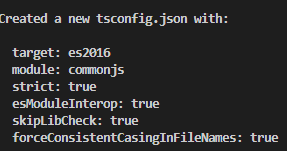 Created a new tsconfig.json with:
target: es2016
module: commonjs
strict: true
esModuleInterop: true
skipLibCheck: true
forceConsistentCasingInFileNames: true